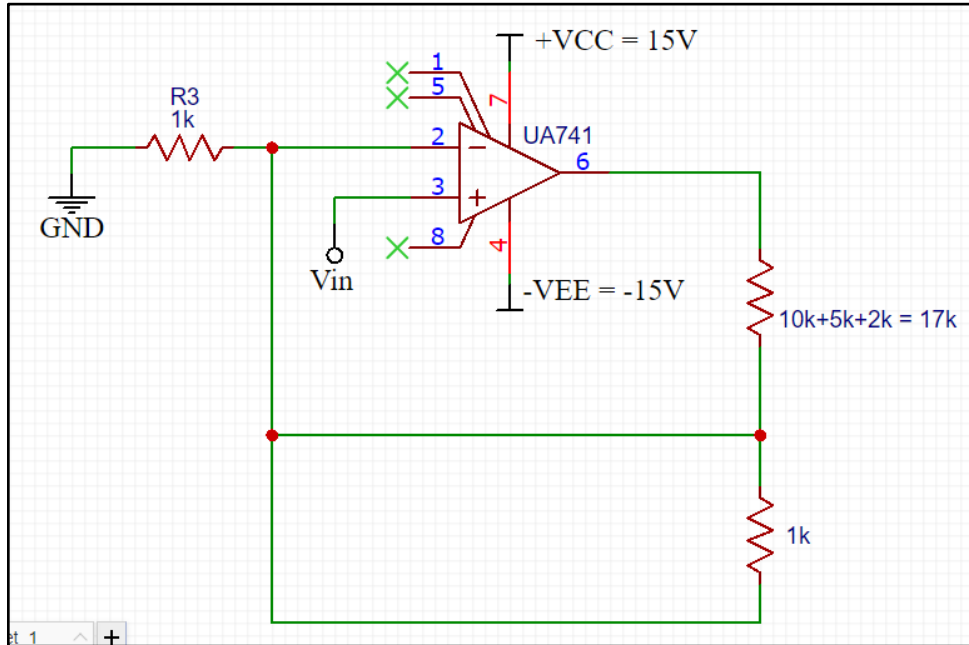 +VCC = 15V
1
5
7
R3
1k
UA741
2
6
3
GND
8
4
Vin
-VEE = -15V
10k+5k+2k = 17k
1k
et_1
+